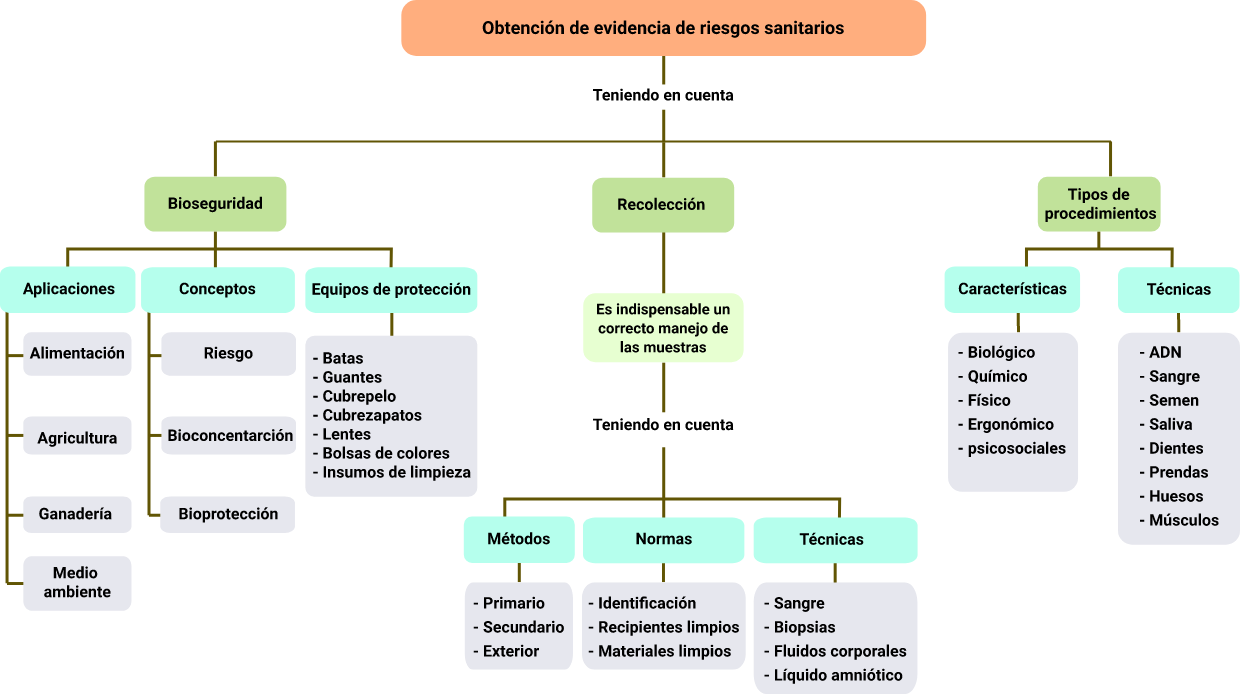 Obtención de evidencia de riesgos sanitarios
Teniendo en cuenta
Bioseguridad
Aplicaciones
Alimentación
Agricultura
Ganadería
Medio
ambiente
Conceptos
Riesgo
Bioconcentarción
Bioprotección
Equipos de protección
- Batas
- Guantes
- Cubrepelo
- Cubrezapatos
- Lentes
- Bolsas de colores
- Insumos de limpieza
Recolección
Es indispensable un
correcto manejo de
las muestras
Teniendo en cuenta
Métodos
- Primario
- Secundario
- Exterior
Normas
- Identificación
- Recipientes limpios
- Materiales limpios
Técnicas
- Sangre
- Biopsias
- Fluidos corporales
- Líquido amniótico
Tipos de
procedimientos
Características
- Biológico
- Químico
- Físico
- Ergonómico
- psicosociales
Técnicas
- ADN
- Sangre
- Semen
- Saliva
- Dientes
- Prendas
- Huesos
- Músculos